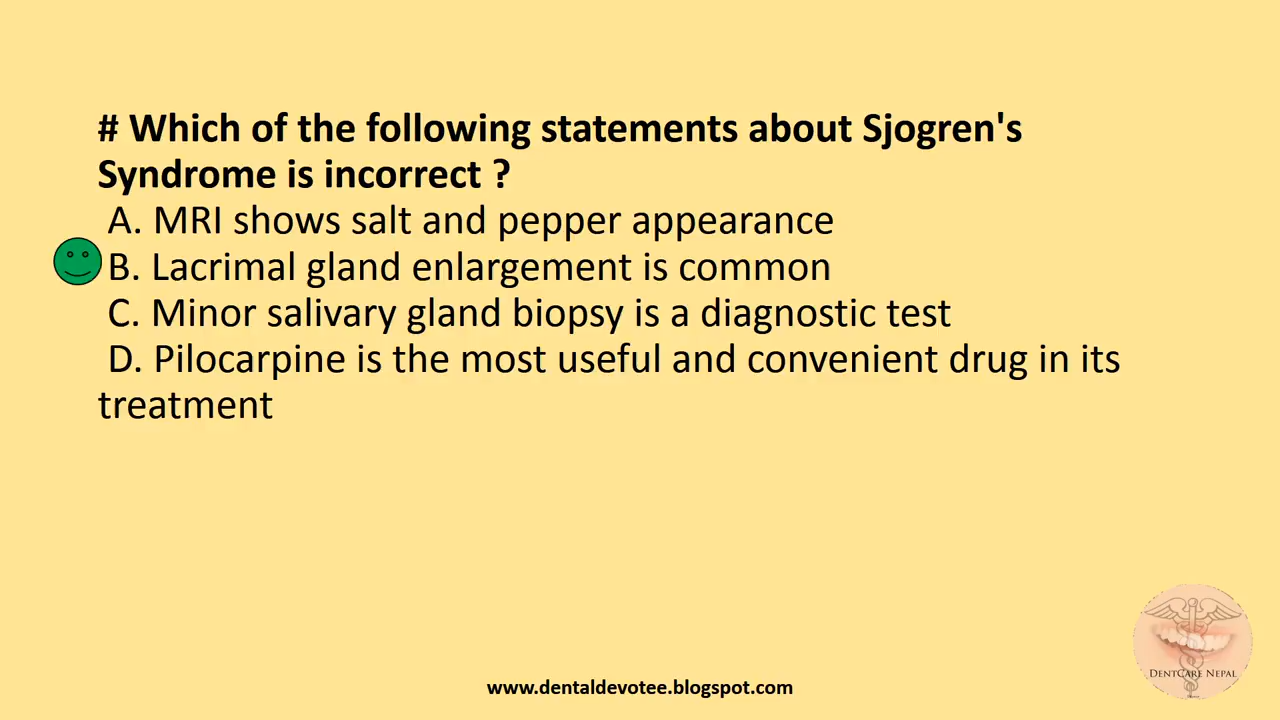 # Which of the following statements about Sjogren's
Syndrome is incorrect ?
A. MRI shows salt and pepper appearance
B. Lacrimal gland enlargement is common
C. Minor salivary gland biopsy is a diagnostic test
D. Pilocarpine is the most useful and convenient drug in its
treatment
DENTCARE NEPAL
www.dentaldevotee.blogspot.com